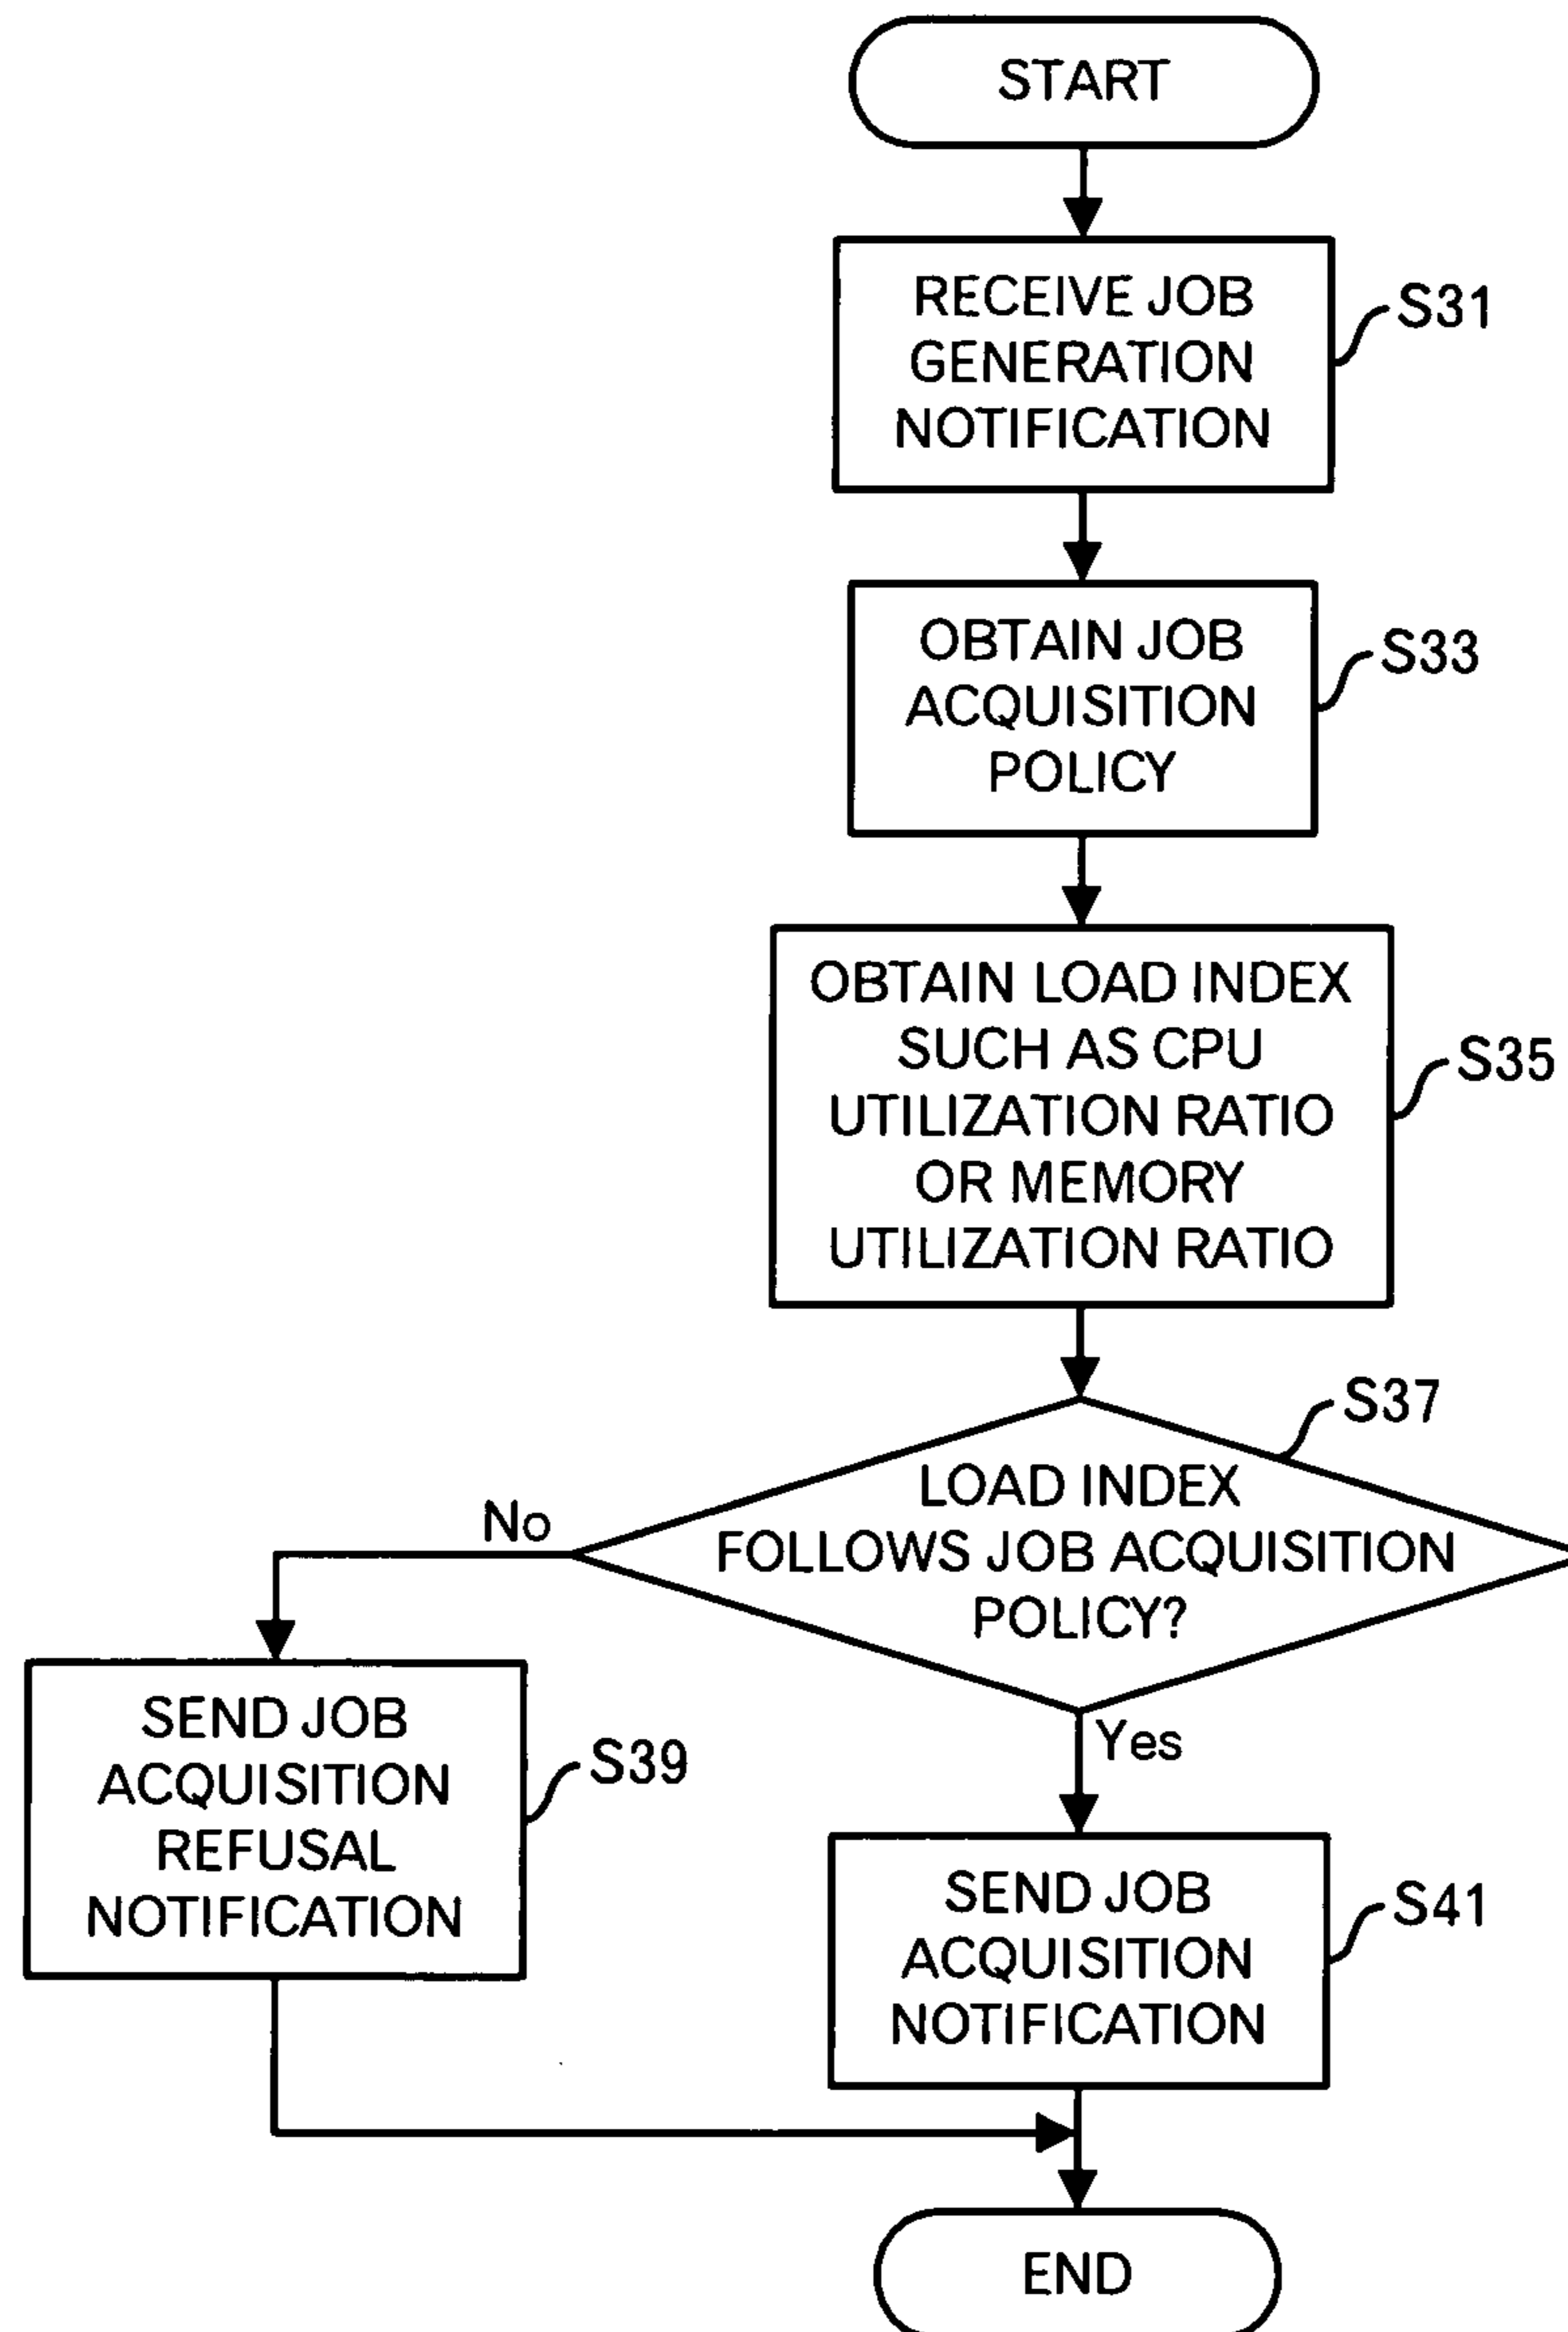 START
RECEIVE JOB
GENERATION
NOTIFICATION
S31
OBTAIN JOB
ACQUISITION
POLICY
S33
OBTAIN LOAD INDEX
SUCH AS CPU
UTILIZATION RATIO
OR MEMORY
UTILIZATION RATIO
S35
S37
LOAD INDEX
FOLLOWS JOB ACQUISITION
POLICY?
No
Yes
SEND JOB
ACQUISITION
REFUSAL
NOTIFICATION
S39
SEND JOB
ACQUISITION
NOTIFICATION
S41
END